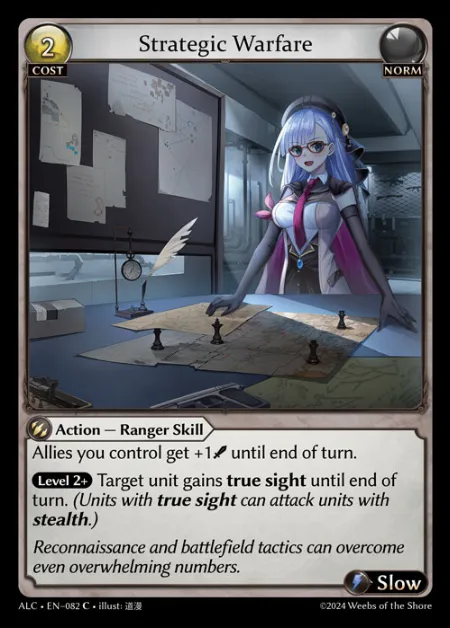 2
Strategic Warfare
COST
NORM
Action — Ranger Skill
Allies you control get +1 until end of turn.
Level 2+ Target unit gains true sight until end of
turn. (Units with true sight can attack units with
stealth.)
Reconnaissance and battlefield tactics can overcome
even overwhelming numbers.
Slow
ALC • EN-082 C • illust: 道漫
©2024 Weebs of the Shore